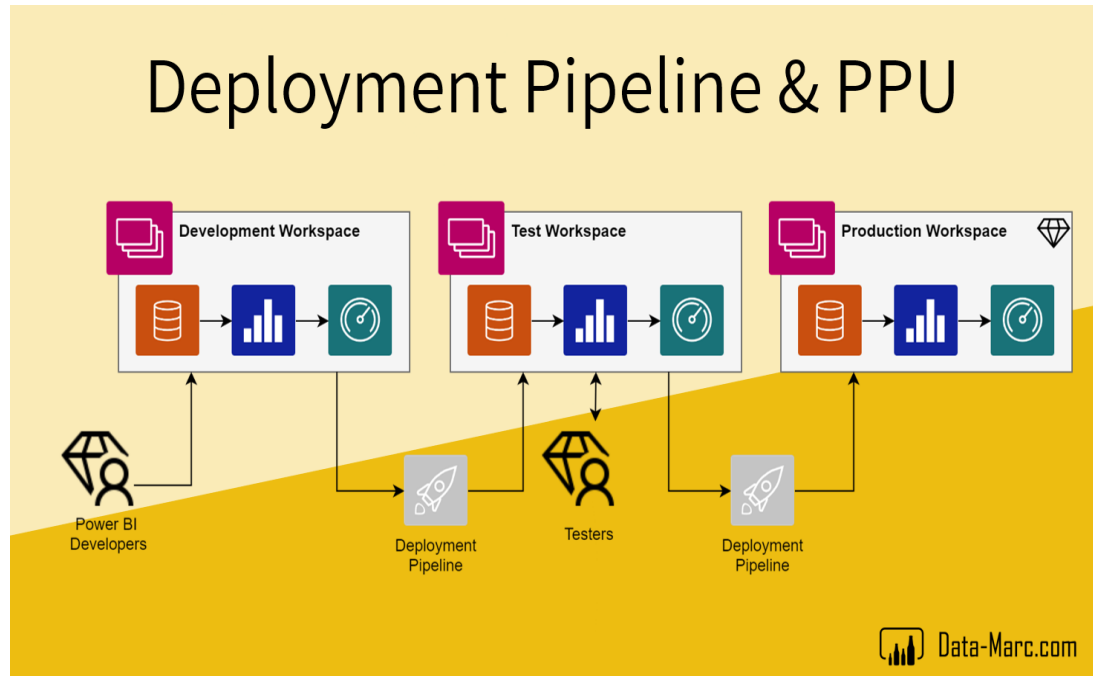 Deployment Pipeline & PPU
Development Workspace
Test Workspace
Production Workspace
Power BI
Developers
Deployment
Pipeline
Testers
Deployment
Pipeline
Data-Marc.com